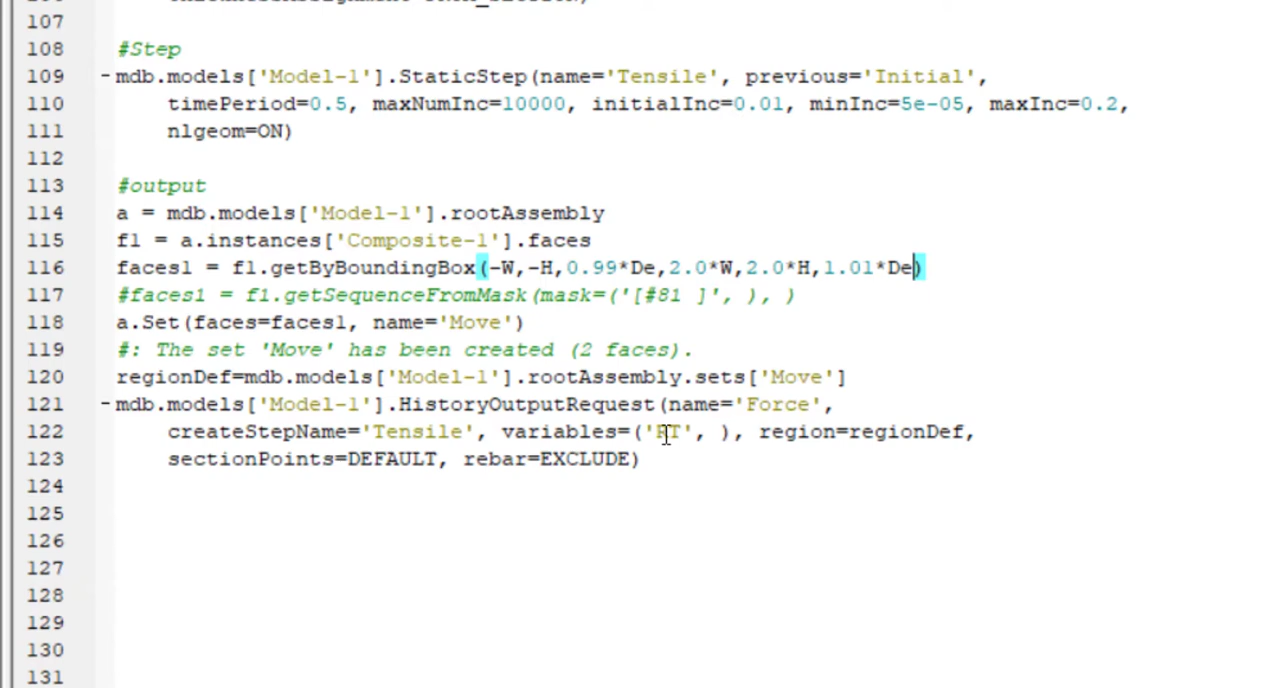 107
108 #Step
109 -mdb.models['Model-1'].StaticStep(name='Tensile', previous='Initial',
110 timePeriod=0.5, maxNumInc=10000, initialInc=0.01, minInc=5e-05, maxInc=0.2,
111 nlgeom=ON)
112
113 #output
114 a = mdb.models['Model-1'].rootAssembly
115 f1 = a.instances['Composite-1'].faces
116 faces1 = f1.getByBoundingBox(-W,-H,0.99*De,2.0*W,2.0*H,1.01*De)
117 #faces1 = f1.getSequenceFromMask(mask=('[#81 ]', ), )
118 a.Set(faces=faces1, name='Move')
119 #: The set 'Move' has been created (2 faces).
120 regionDef=mdb.models['Model-1'].rootAssembly.sets['Move']
121 -mdb.models['Model-1'].HistoryOutputRequest(name='Force',
122 createStepName='Tensile', variables=('RT', ), region=regionDef,
123 sectionPoints=DEFAULT, rebar=EXCLUDE)
124
125
126
127
128
129
130
131